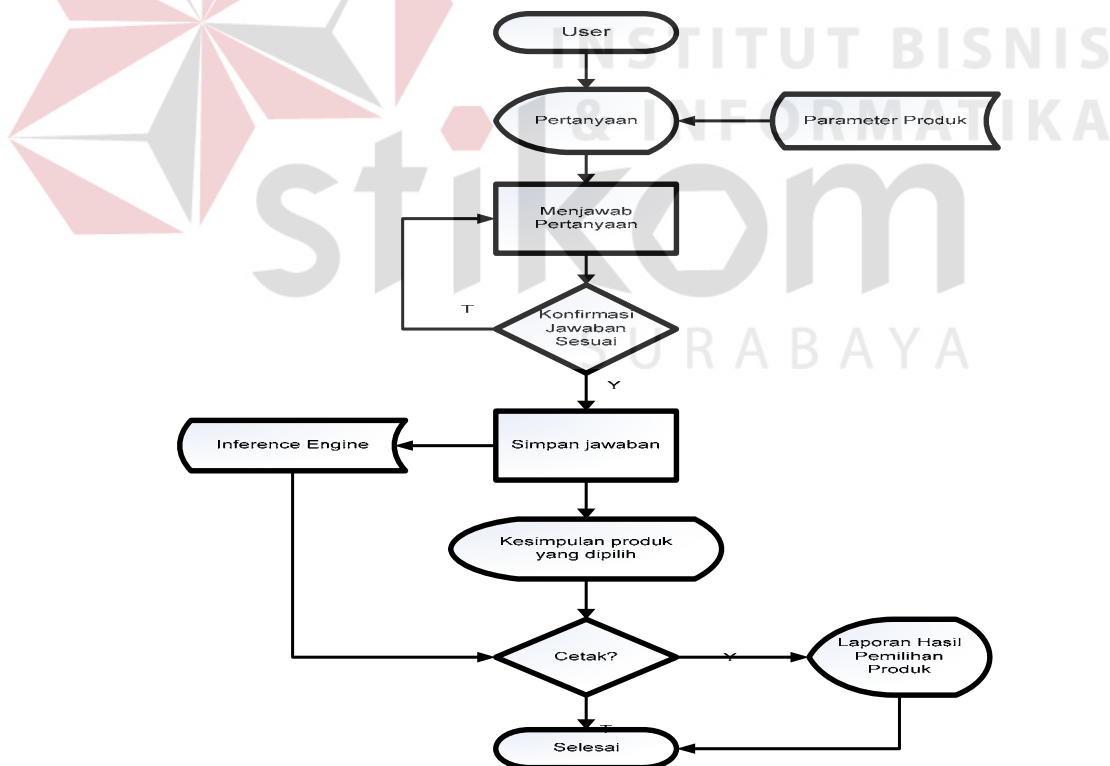 INSTITUT BISNIS
& INFORMATIKA
stikom
SURABAYA
User
Pertanyaan
Parameter Produk
Menjawab
Pertanyaan
T
Konfirmasi
Jawaban
Sesuai
Y
Inference Engine
Simpan jawaban
Kesimpulan produk
yang dipilih
Cetak?
Y
Laporan Hasil
Pemilihan
Produk
T
Selesai